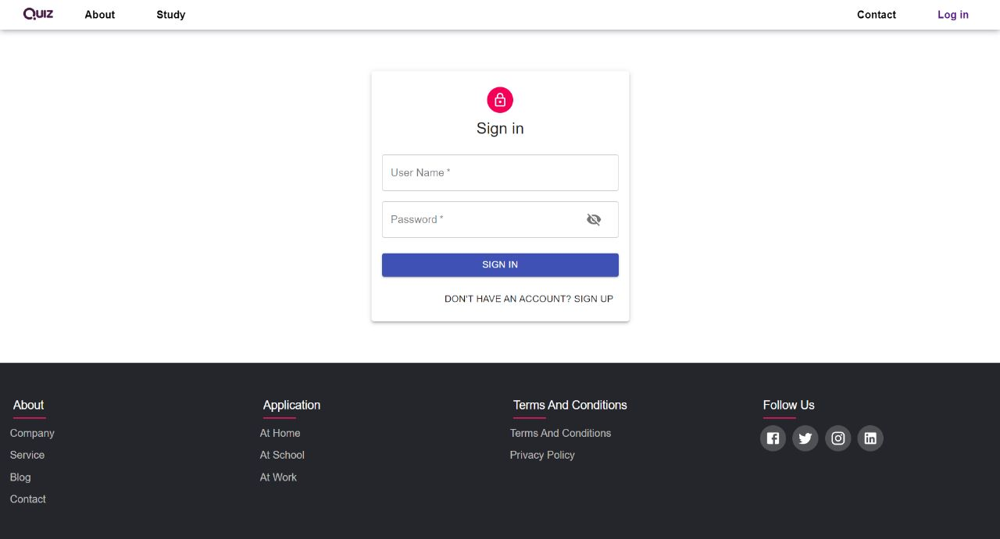 Quiz
About
Study
Contact
Log in
Sign in
User Name *
Password *
SIGN IN
DON'T HAVE AN ACCOUNT? SIGN UP
About
Company
Service
Blog
Contact
Application
At Home
At School
At Work
Terms And Conditions
Terms And Conditions
Privacy Policy
Follow Us